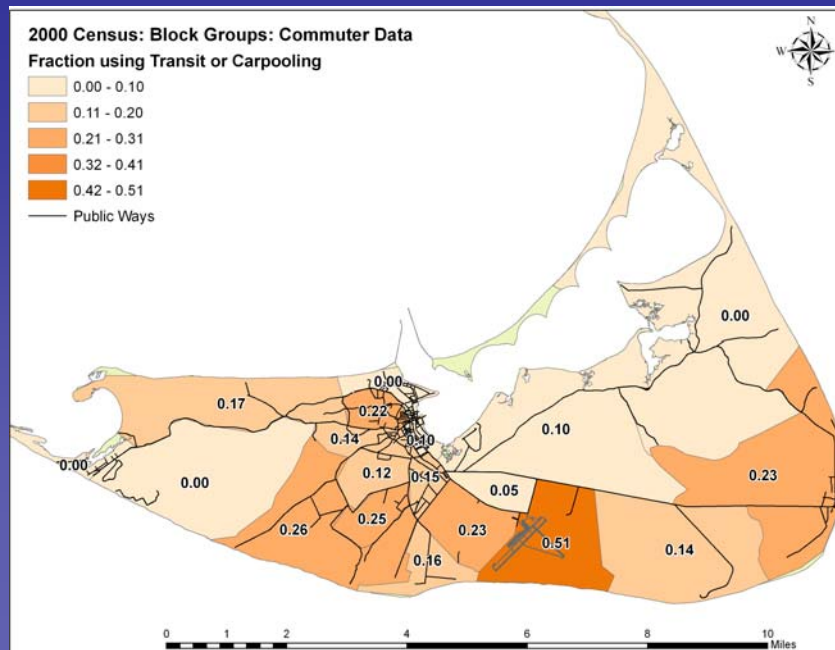 2000 Census: Block Groups: Commuter Data
Fraction using Transit or Carpooling
0.00 - 0.10
0.11 - 0.20
0.21 - 0.31
0.32 - 0.41
0.42 - 0.51
Public Ways
N
W E
S
0.00
0.00
0.17
0.22
0.14
0.10
0.10
0.00
0.00
0.12
0.15
0.05
0.23
0.26
0.25
0.23
0.51
0.14
0.16
0 2 4 6 8 10
Miles